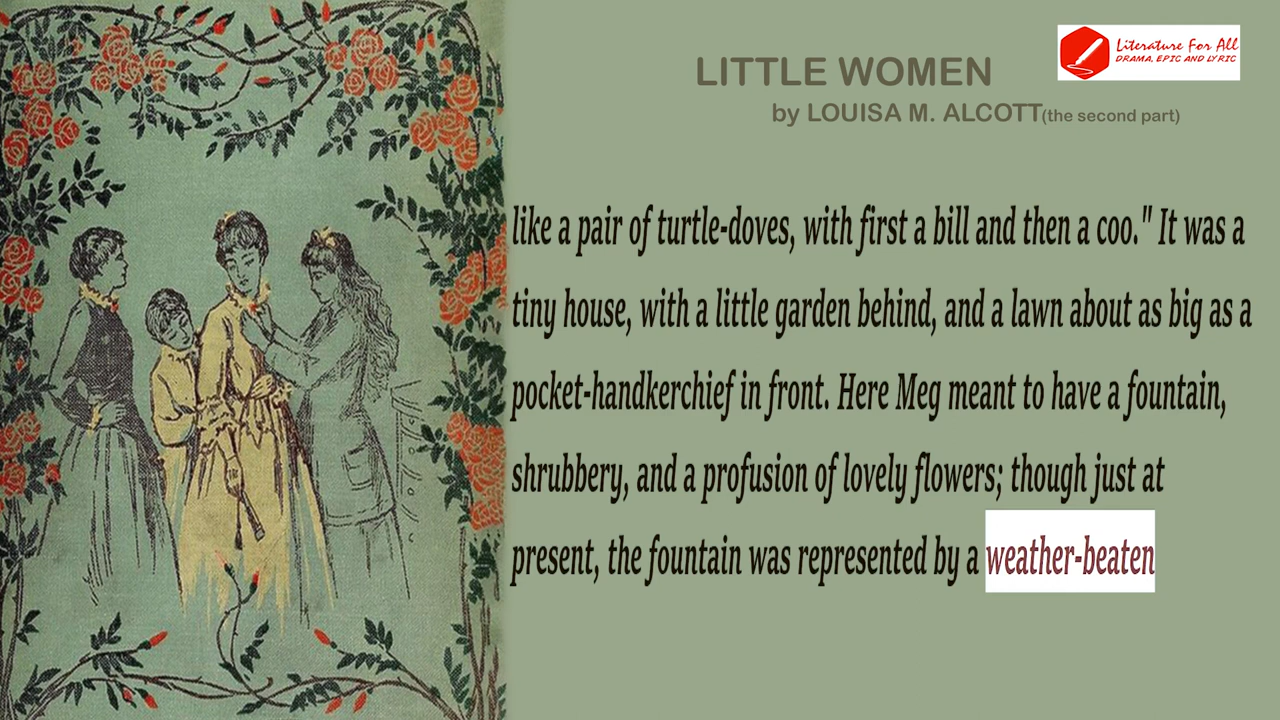 LITTLE WOMEN
by LOUISA M. ALCOTT(the second part)
Literature For All
DRAMA, EPIC AND LYRIC
like a pair of turtle-doves, with first a bill and then a coo." It was a
tiny house, with a little garden behind, and a lawn about as big as a
pocket-handkerchief in front. Here Meg meant to have a fountain,
shrubbery, and a profusion of lovely flowers; though just at
present, the fountain was represented by a weather-beaten